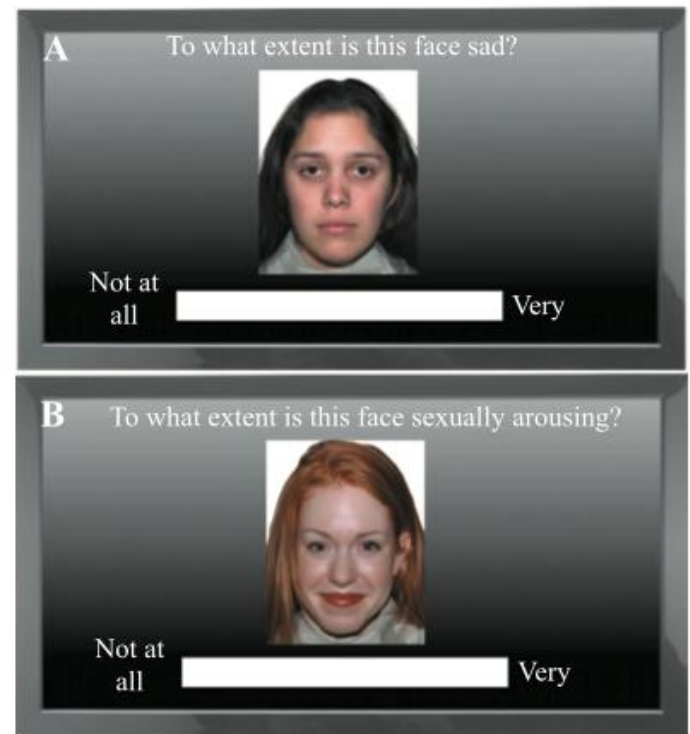 A
To what extent is this face sad?
Not at
all
Very
B
To what extent is this face sexually arousing?
Not at
all
Very